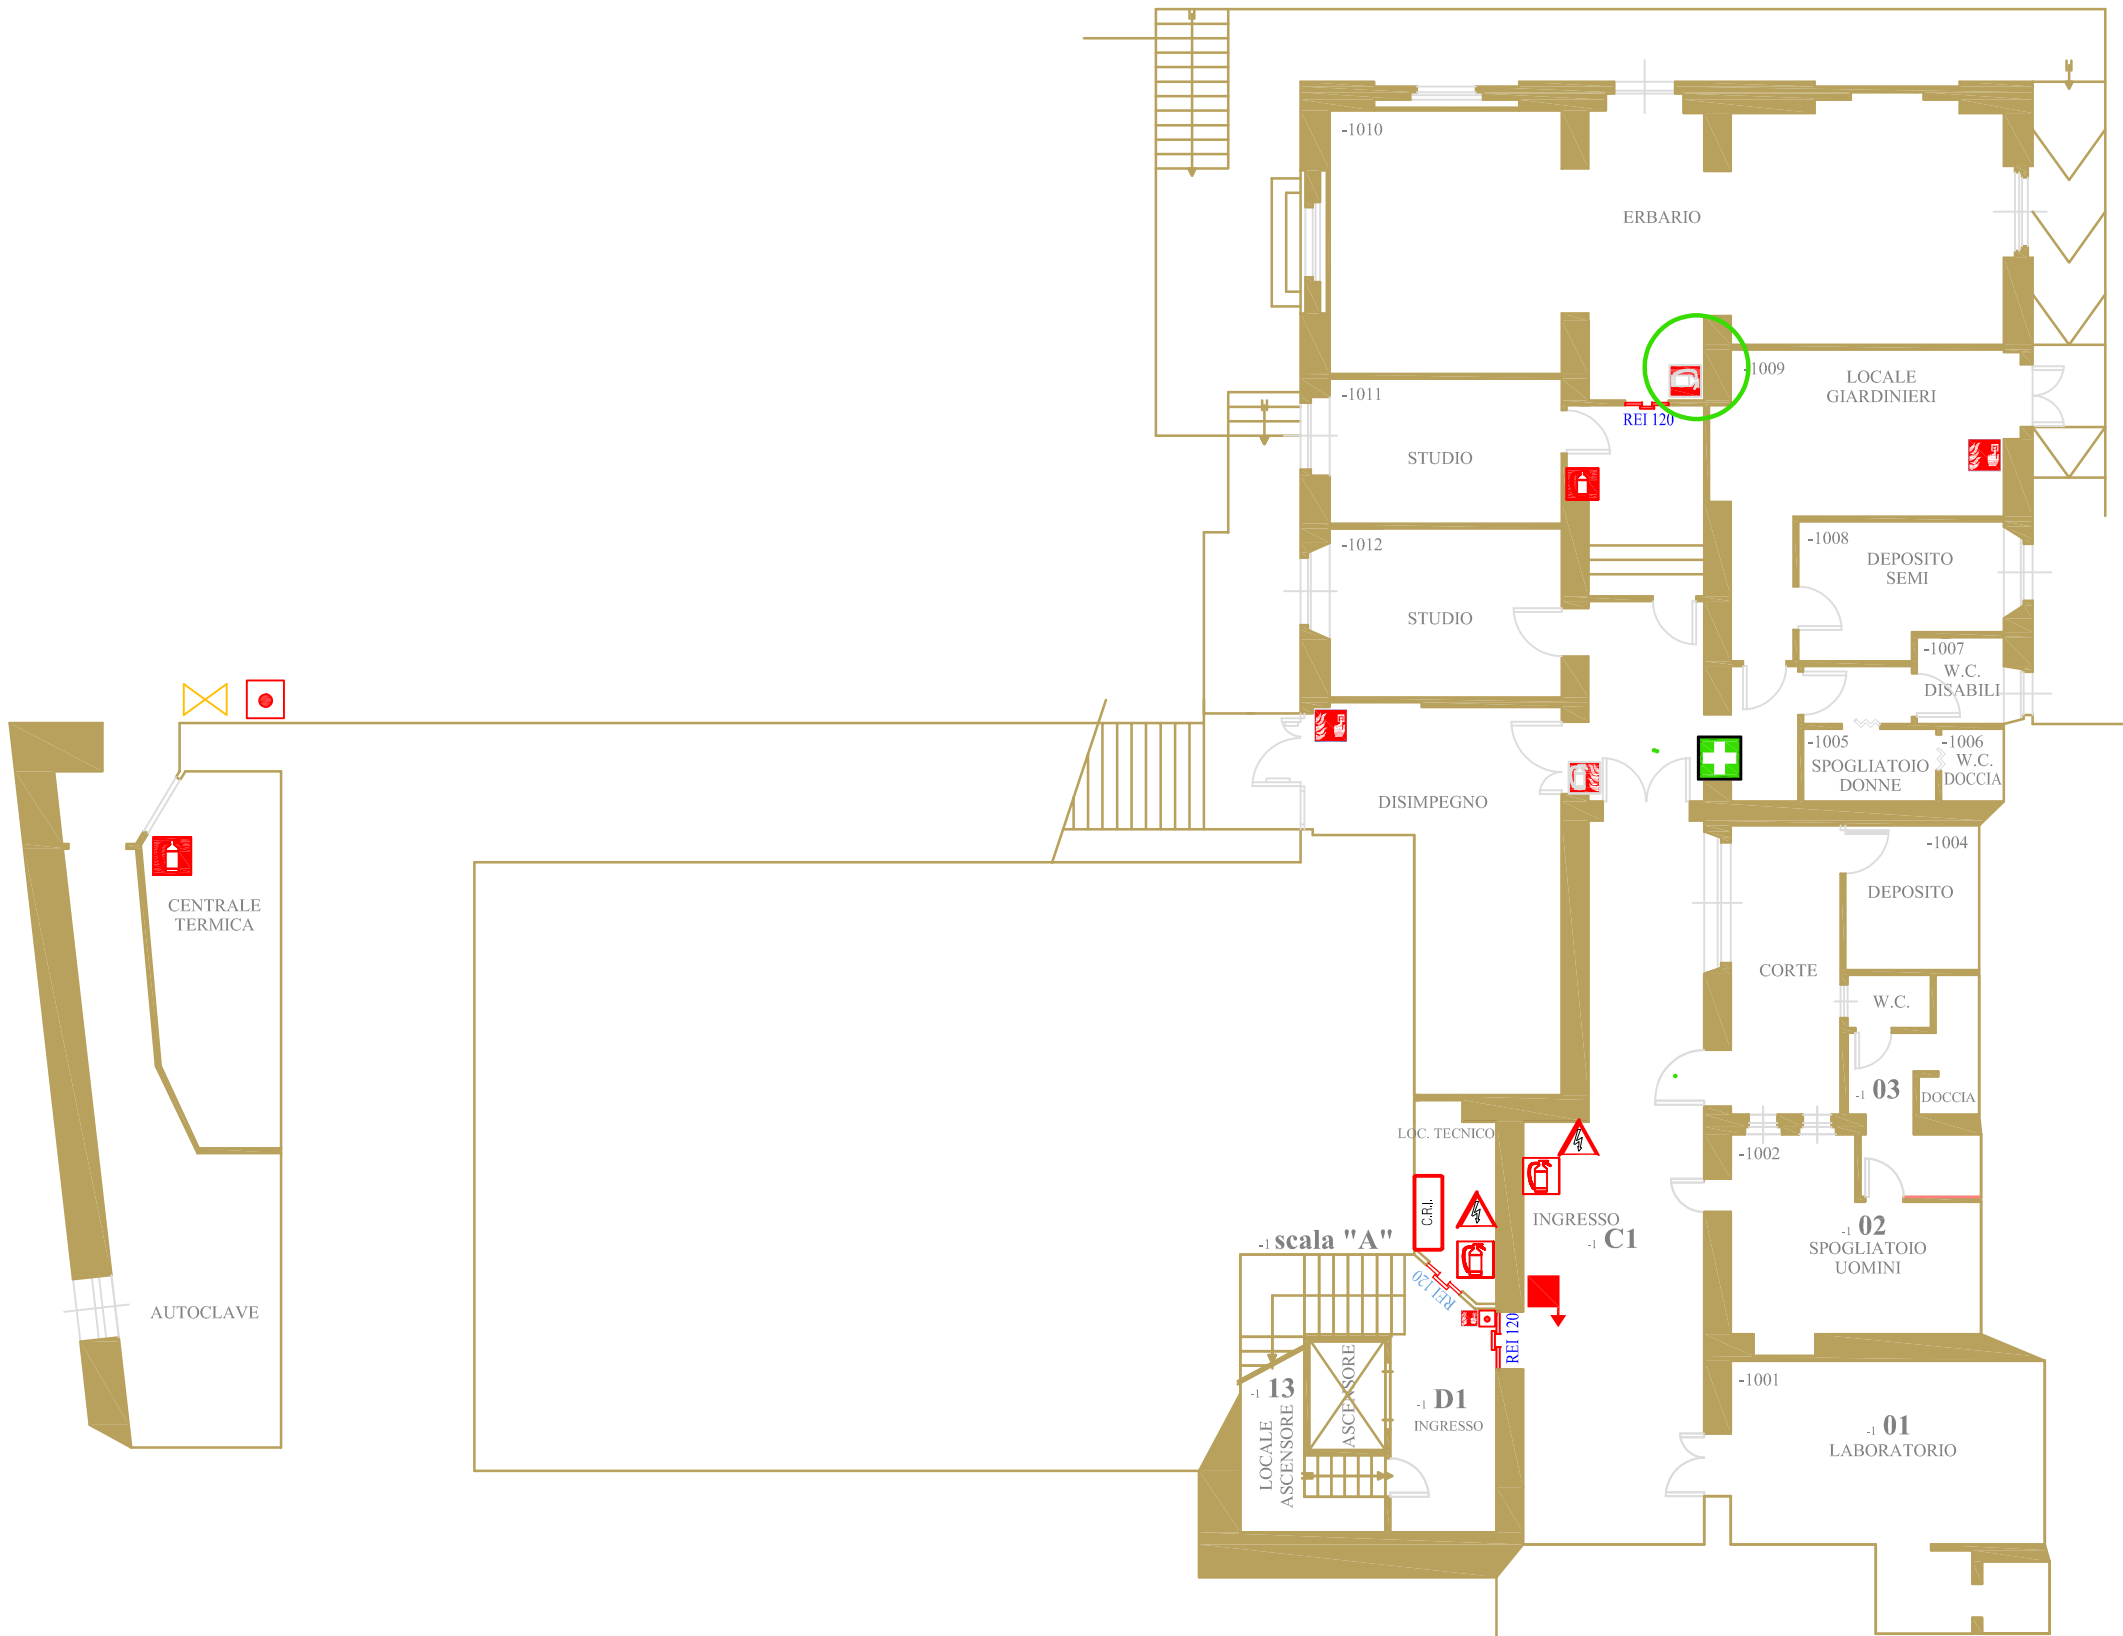 -1010
ERBARIO
-1009
LOCALE
GIARDINIERI
-1011
REI 120
STUDIO
-1012
-1008
DEPOSITO
SEMI
STUDIO
-1007
W.C.
DISABILI
-1005
SPOGLIATOIO
DONNE
-1006
W.C.
DOCCIA
DISIMPEGNO
-1004
DEPOSITO
CENTRALE
TERMICA
CORTE
W.C.
-1 03
DOCCIA
LOC. TECNICO
-1002
C.R.I.
INGRESSO
-1 C1
-1 02
SPOGLIATOIO
UOMINI
-1 scala "A"
REI 120
REI 120
AUTOCLAVE
ASCENSORE
-1 13
LOCALE
ASCENSORE
-1 D1
INGRESSO
-1001
-1 01
LABORATORIO